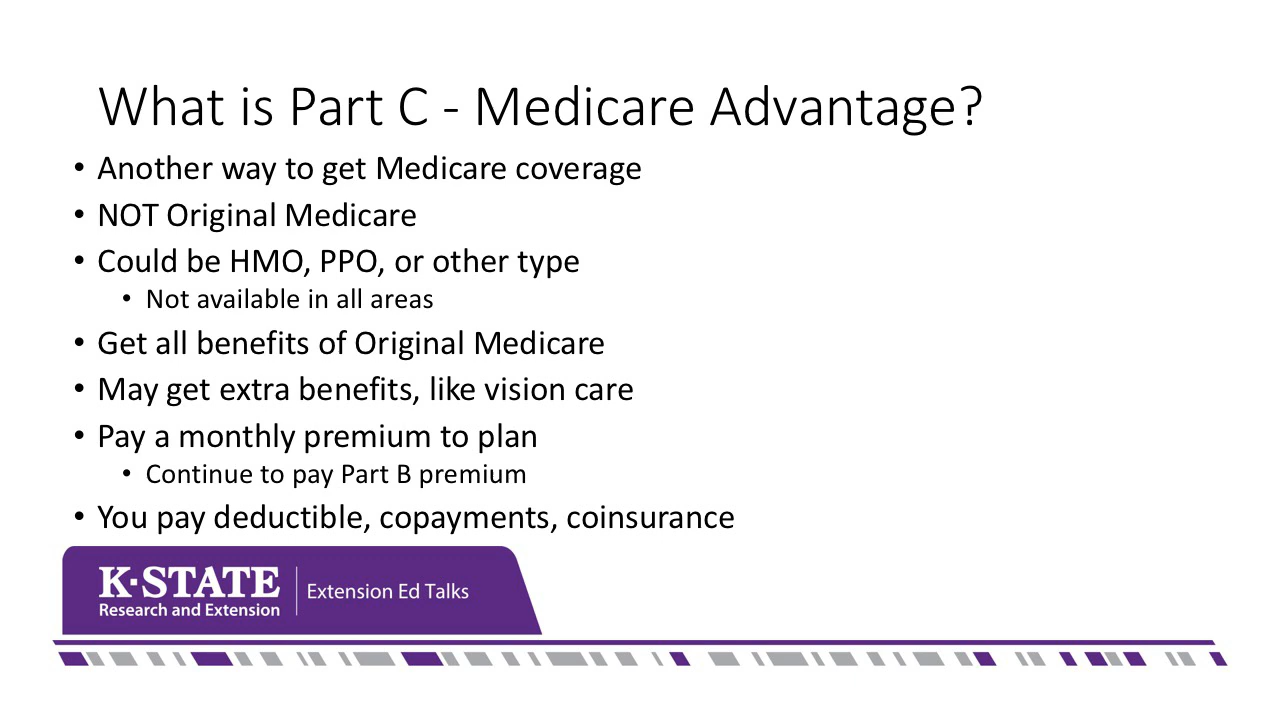 What is Part C - Medicare Advantage?
• Another way to get Medicare coverage
• NOT Original Medicare
• Could be HMO, PPO, or other type
• Not available in all areas
• Get all benefits of Original Medicare
• May get extra benefits, like vision care
• Pay a monthly premium to plan
• Continue to pay Part B premium
• You pay deductible, copayments, coinsurance
K·STATE
Research and Extension
Extension Ed Talks